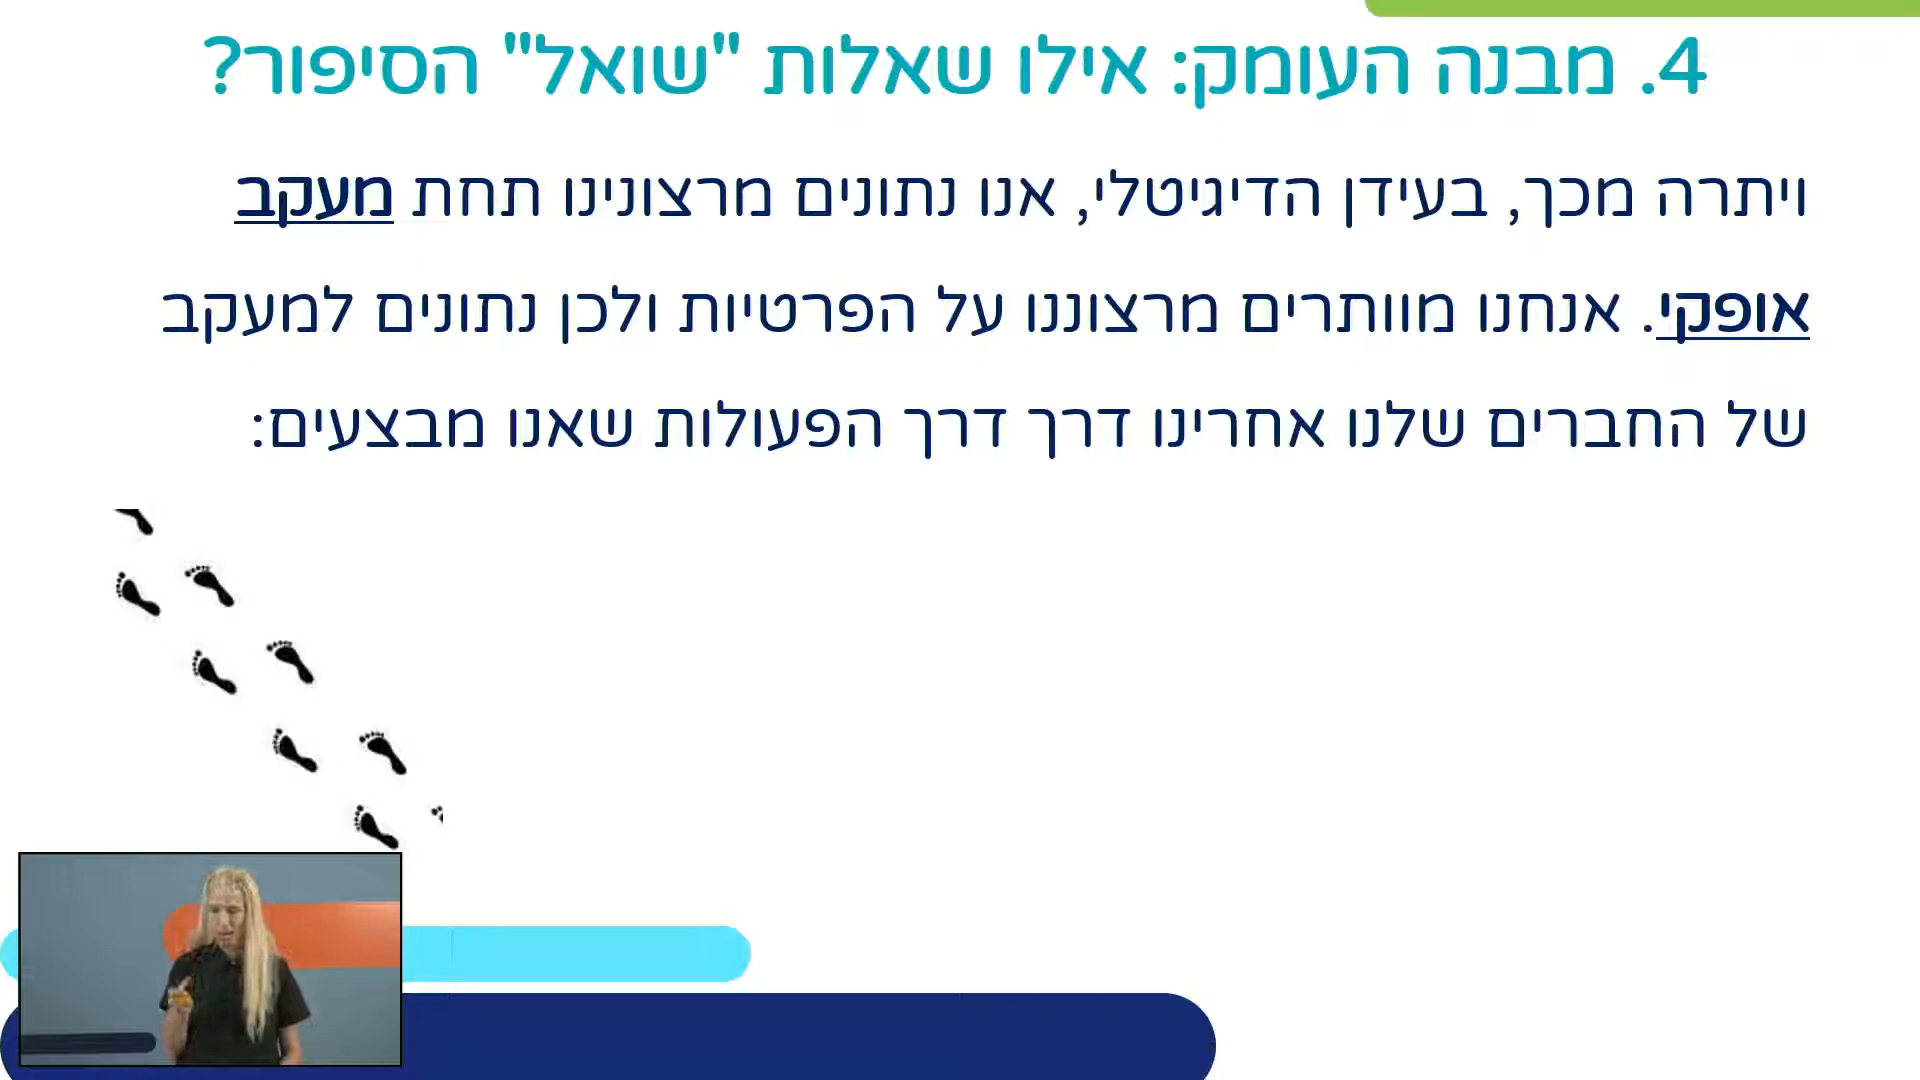 4. מבנה העומק: אילו שאלות "שואל" הסיפור?
ויתרה מכך, בעידן הדיגיטלי, אנו נתונים מרצונינו תחת מעקב
אופקי. אנחנו מוותרים מרצוננו על הפרטיות ולכן נתונים למעקב
של החברים שלנו אחרינו דרך דרך הפעולות שאנו מבצעים: